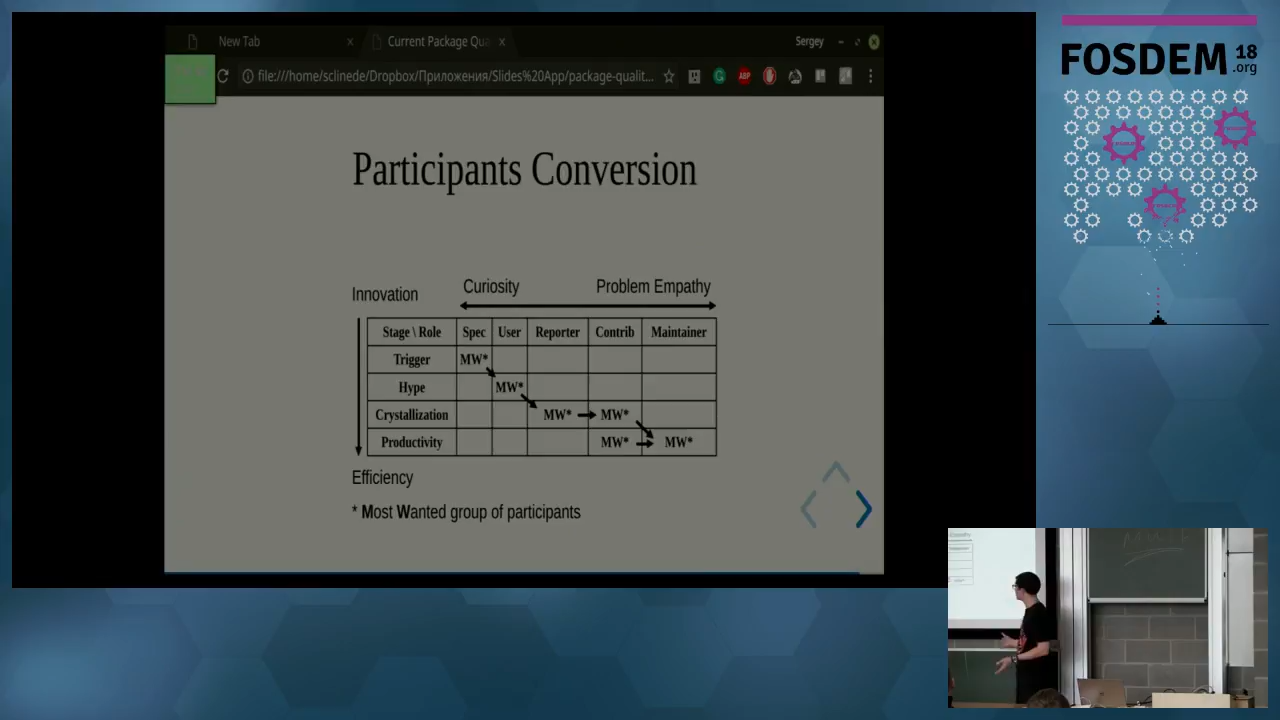 New Tab
Current Package Qua
Sergey
file:///home/sclinede/Dropbox/Приложения/Slides%20App/package-qualit...
ABP
FOSDEM 18
.org
Participants Conversion
Innovation
Curiosity
Problem Empathy
Stage \ Role Spec User Reporter Contrib Maintainer
Trigger MW*
Hype MW*
Crystallization MW* MW*
Productivity MW* MW*
Efficiency
* Most Wanted group of participants